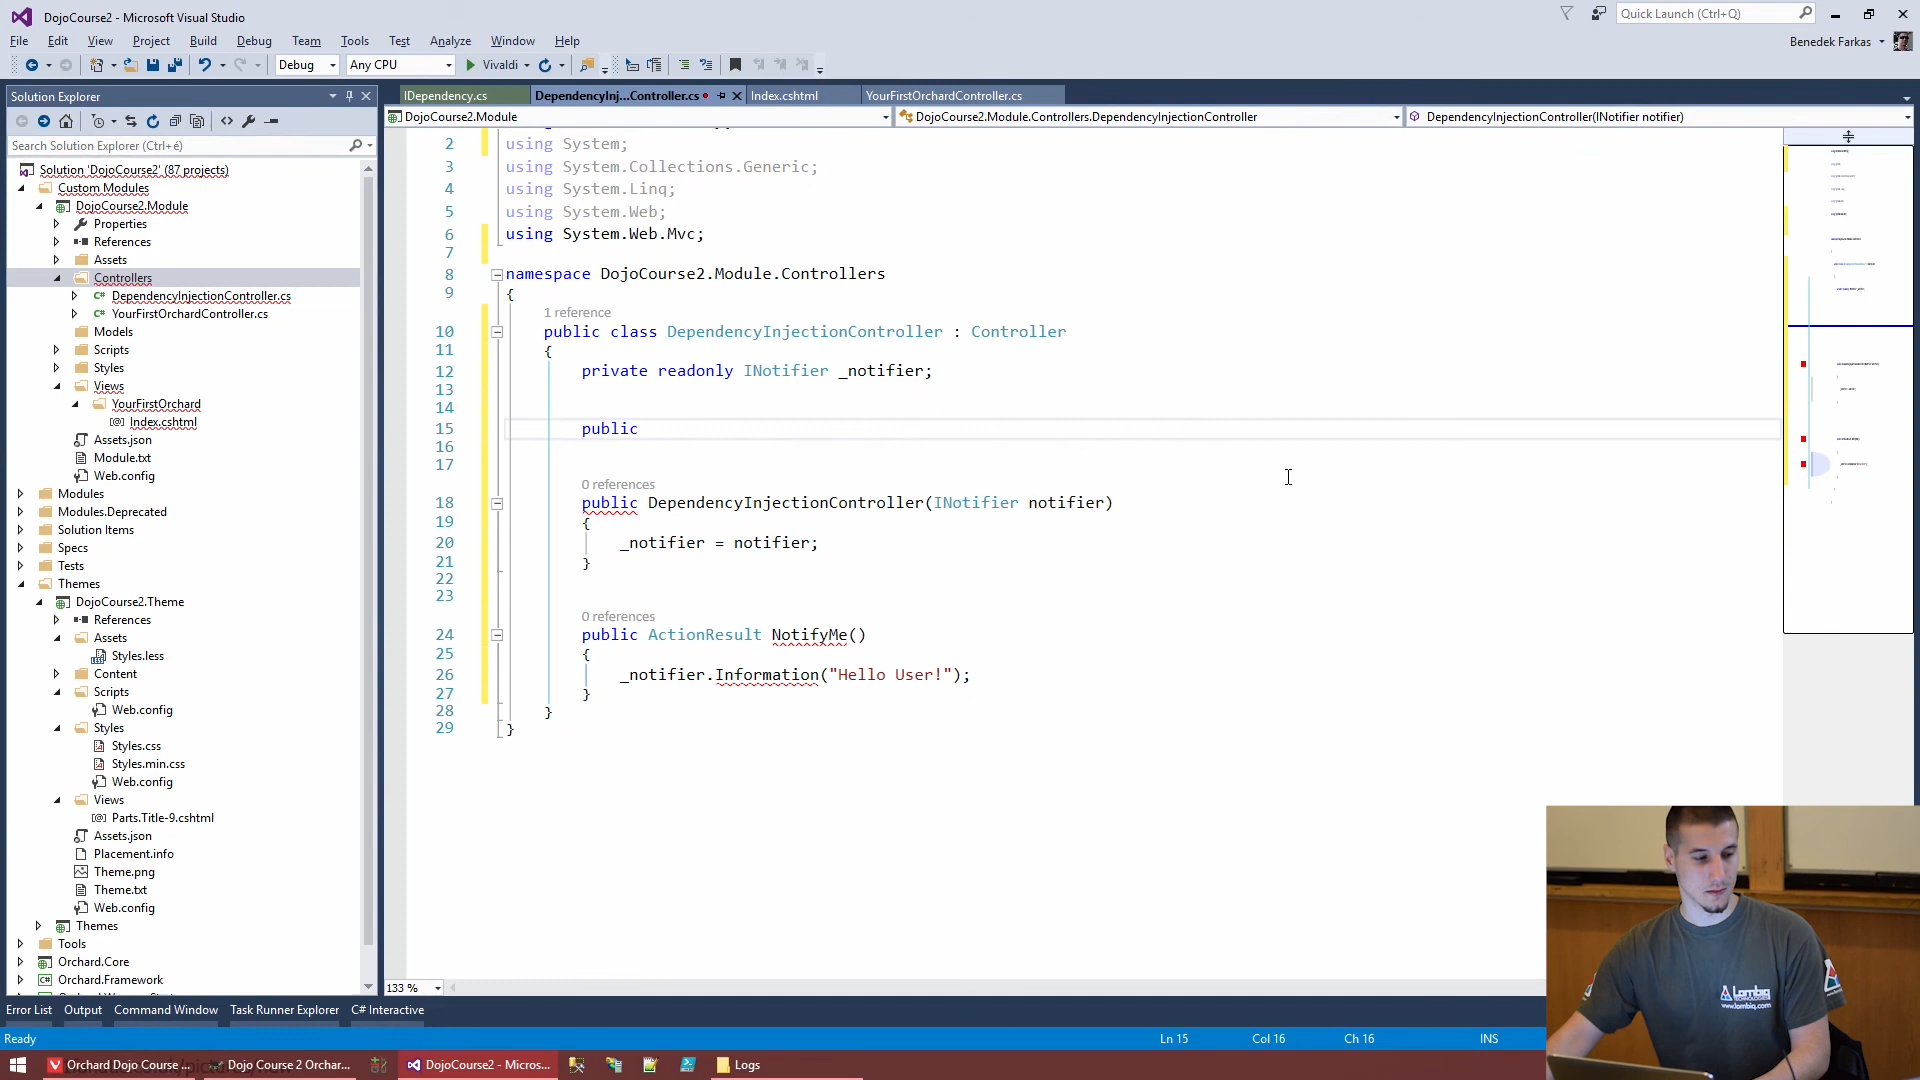 DojoCourse2 - Microsoft Visual Studio
Quick Launch (Ctrl+Q)
File Edit View Project Build Debug Team Tools Test Analyze Window Help
Benedek Farkas
Debug Any CPU Vivaldi
Solution Explorer
IDependency.cs DependencyInj...Controller.cs Index.cshtml YourFirstOrchardController.cs
DojoCourse2.Module DojoCourse2.Module.Controllers.DependencyInjectionController DependencyInjectionController(INotifier notifier)
Search Solution Explorer (Ctrl+é)
Solution 'DojoCourse2' (87 projects)
Custom Modules
DojoCourse2.Module
Properties
References
Assets
Controllers
DependencyInjectionController.cs
YourFirstOrchardController.cs
Models
Scripts
Styles
Views
YourFirstOrchard
Index.cshtml
Assets.json
Module.txt
Web.config
Modules
Modules.Deprecated
Solution Items
Specs
Tests
Themes
DojoCourse2.Theme
References
Assets
Styles.less
Content
Scripts
Web.config
Styles
Styles.css
Styles.min.css
Web.config
Views
Parts.Title-9.cshtml
Assets.json
Placement.info
Theme.png
Theme.txt
Web.config
Themes
Tools
Orchard.Core
Orchard.Framework
2 using System;
3 using System.Collections.Generic;
4 using System.Linq;
5 using System.Web;
6 using System.Web.Mvc;
7
8 namespace DojoCourse2.Module.Controllers
9 {
1 reference
10 public class DependencyInjectionController : Controller
11 {
12 private readonly INotifier _notifier;
13
14
15 public
16
17
0 references
18 public DependencyInjectionController(INotifier notifier)
19 {
20 _notifier = notifier;
21 }
22
23
0 references
24 public ActionResult NotifyMe()
25 {
26 _notifier.Information("Hello User!");
27 }
28 }
29 }
133 %
Error List Output Command Window Task Runner Explorer C# Interactive
Ready Ln 15 Col 16 Ch 16 INS
Orchard Dojo Course ... Dojo Course 2 Orchar... DojoCourse2 - Micros... Logs
Lombiq
TECHNOLOGIES
www.lombiq.com